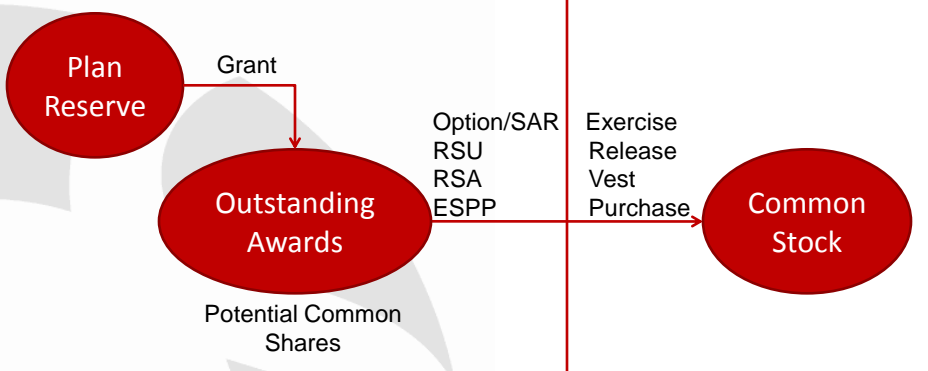 Plan
Reserve
Grant
Option/SAR Exercise
RSU Release
RSA Vest
ESPP Purchase
Outstanding
Awards
Common
Stock
Potential Common
Shares